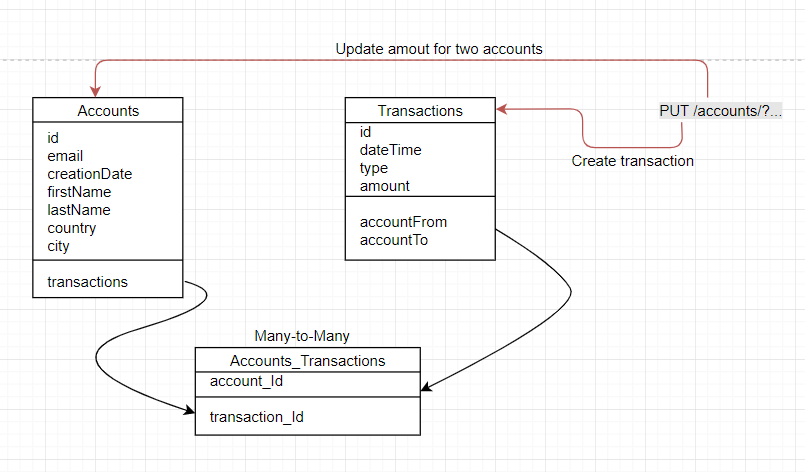 Update amout for two accounts
Accounts
id
email
creationDate
firstName
lastName
country
city
transactions
Transactions
id
dateTime
type
amount
accountFrom
accountTo
PUT /accounts/?...
Create transaction
Many-to-Many
Accounts_Transactions
account_Id
transaction_Id